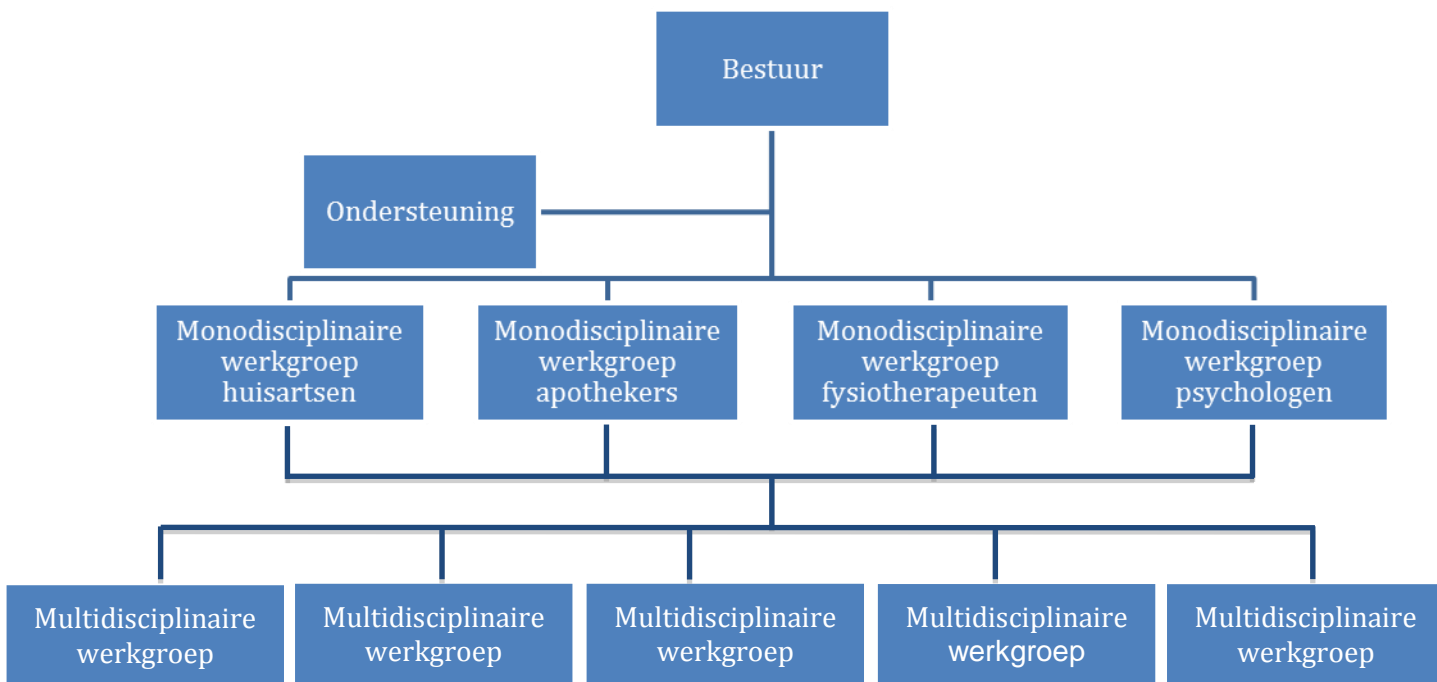 Bestuur
Ondersteuning
Monodisciplinaire
werkgroep
huisartsen
Monodisciplinaire
werkgroep
apothekers
Monodisciplinaire
werkgroep
fysiotherapeuten
Monodisciplinaire
werkgroep
psychologen
Multidisciplinaire
werkgroep
Multidisciplinaire
werkgroep
Multidisciplinaire
werkgroep
Multidisciplinaire
werkgroep
Multidisciplinaire
werkgroep